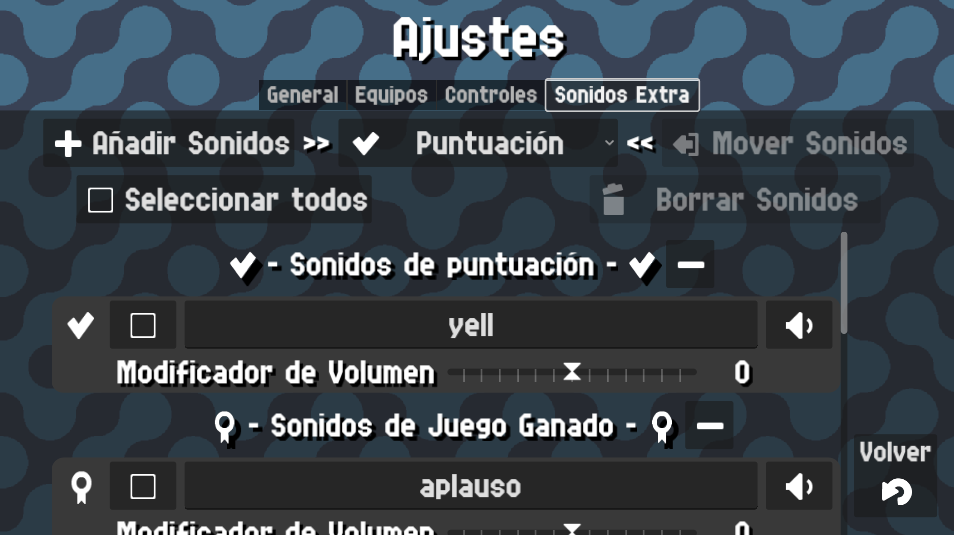 Ajustes
General Equipos Controles Sonidos Extra
Añadir Sonidos >> Puntuación << Mover Sonidos
Seleccionar todos Borrar Sonidos
- Sonidos de puntuación -
yell
Modificador de Volumen 0
- Sonidos de Juego Ganado -
Volver
aplauso
Modificador de Volumen 0